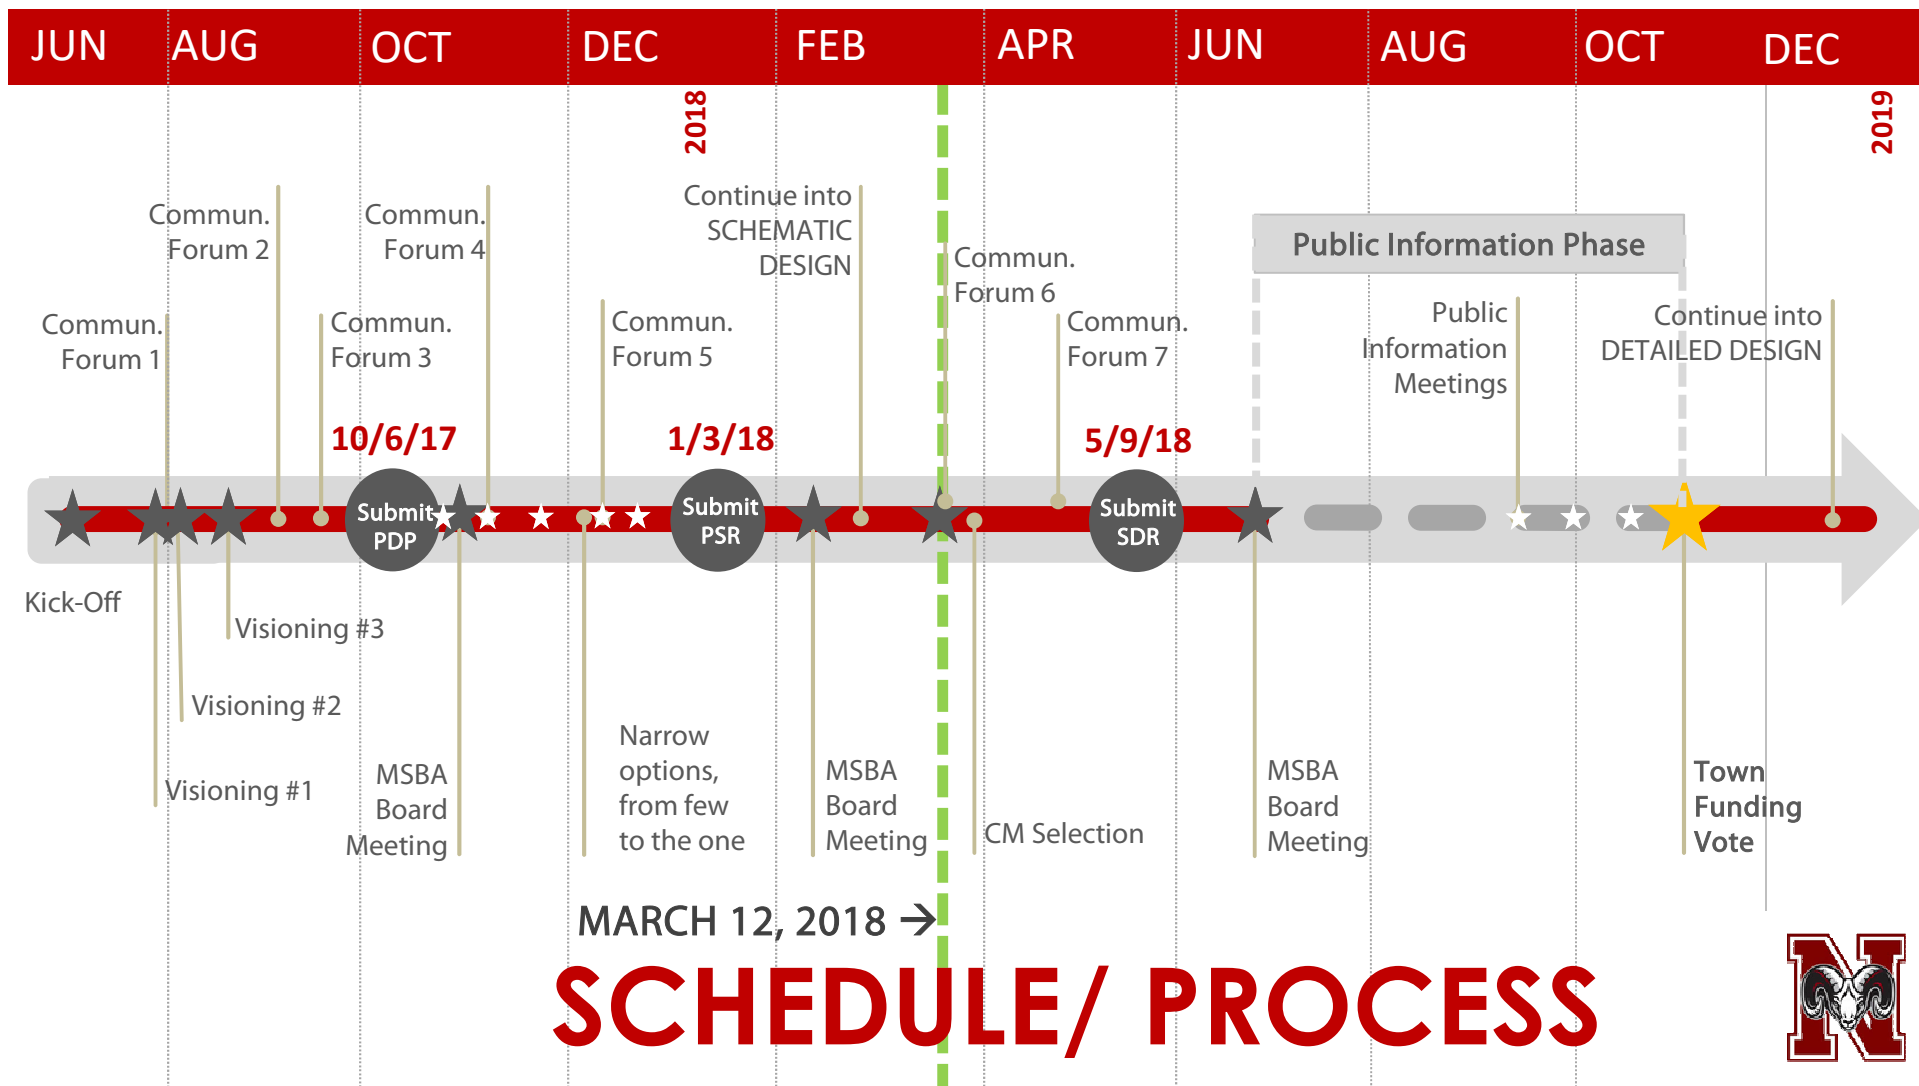 JUN AUG OCT DEC FEB APR JUN AUG OCT DEC
2018
2019
Commun.
Forum 1
Commun.
Forum 2
Commun.
Forum 3
Commun.
Forum 4
Commun.
Forum 5
Continue into
SCHEMATIC
DESIGN
Commun.
Forum 6
Commun.
Forum 7
Public Information Phase
Public
Information
Meetings
Continue into
DETAILED DESIGN
10/6/17
1/3/18
5/9/18
Submit
PDP
Submit
PSR
Submit
SDR
Kick-Off
Visioning #3
Visioning #2
Visioning #1
MSBA
Board
Meeting
Narrow
options,
from few
to the one
MSBA
Board
Meeting
CM Selection
MSBA
Board
Meeting
Town
Funding
Vote
MARCH 12, 2018 →
SCHEDULE/ PROCESS
N